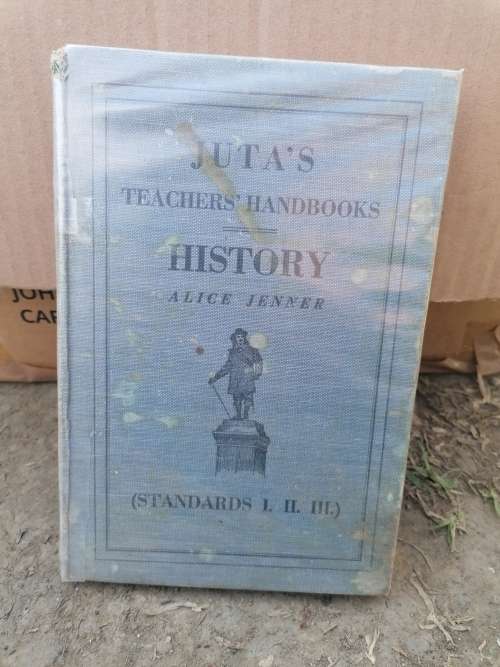 JUTA'S
TEACHERS' HANDBOOKS
HISTORY
ALICE JENNER
(STANDARDS I. II. III.)